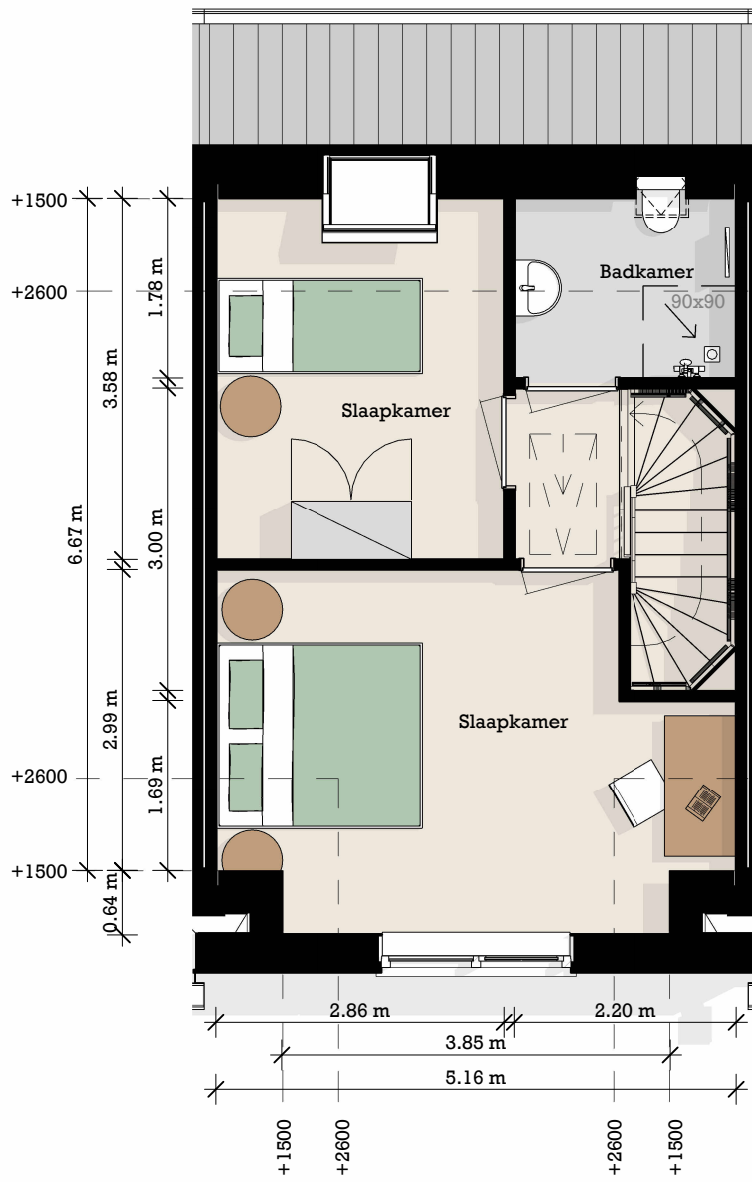 +1500
+2600
1.78 m
3.58 m
Badkamer
90x90
Slaapkamer
6.67 m
3.00 m
2.99 m
Slaapkamer
1.69 m
+2600
+1500
0.64 m
2.86 m
2.20 m
3.85 m
5.16 m
+1500
+2600
+2600
+1500